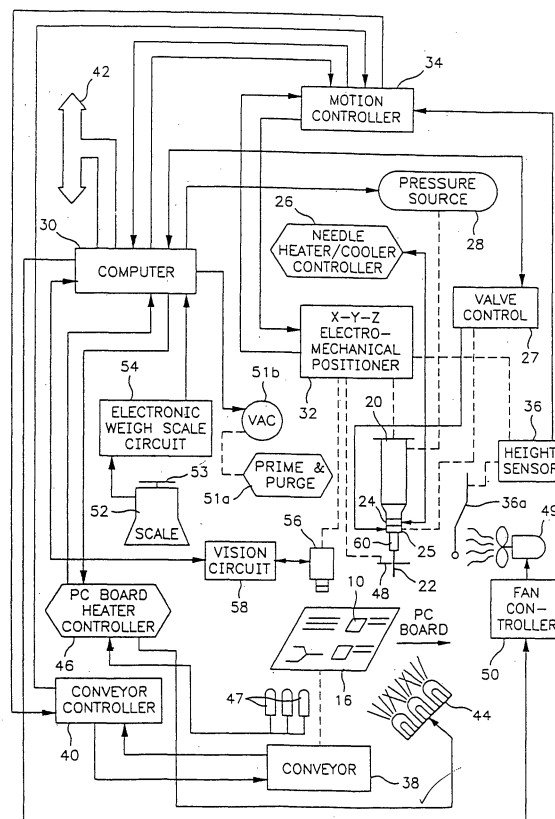 42
34
MOTION
CONTROLLER
PRESSURE
SOURCE
28
26
NEEDLE
HEATER/COOLER
CONTROLLER
30
COMPUTER
X-Y-Z
ELECTRO-
MECHANICAL
POSITIONER
32
VALVE
CONTROL
27
54
ELECTRONIC
WEIGH SCALE
CIRCUIT
51b
VAC
20
36
HEIGHT
SENSOR
53
PRIME &
PURGE
51a
52
SCALE
24
36a
49
56
60
25
VISION
CIRCUIT
58
48
22
PC BOARD
HEATER
CONTROLLER
46
10
PC
BOARD
FAN CON-
TROLLER
50
16
47
44
CONVEYOR
CONTROLLER
40
CONVEYOR
38